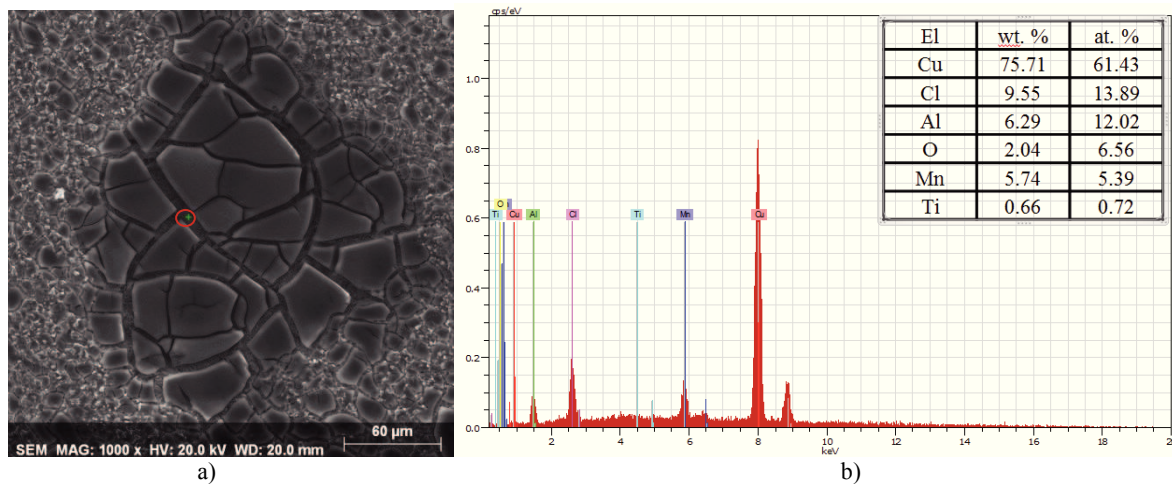 SEM MAG: 1000 x HV: 20.0 kV WD: 20.0 mm
60 µm
a)
cps/eV
1.0
0.8
0.6
0.4
0.2
0.0
Ti O Cu Al Cl Ti Mn Cu
2 4 6 8 10 12 14 16 18 2
keV
El wt. % at. %
Cu 75.71 61.43
Cl 9.55 13.89
Al 6.29 12.02
O 2.04 6.56
Mn 5.74 5.39
Ti 0.66 0.72
b)